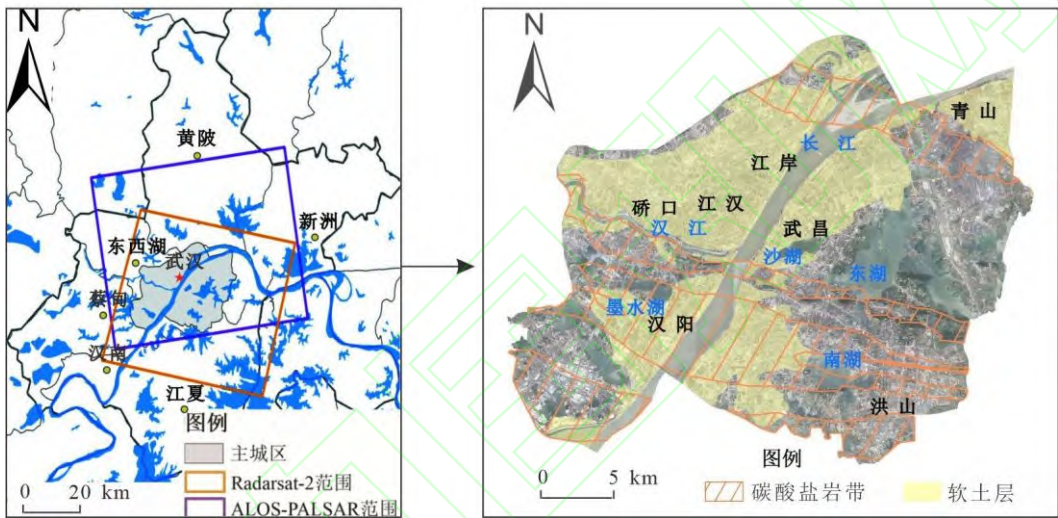 N
黄陂
新洲
东西湖
武汉
蔡甸
汉南
江夏
图例
主城区
Radarsat-2范围
ALOS-PALSAR范围
0 20 km
N
青山
长江
江岸
硚口 江汉
汉江
武昌
沙湖
东湖
墨水湖
汉阳
南湖
洪山
图例
0 5 km
碳酸盐岩带
软土层